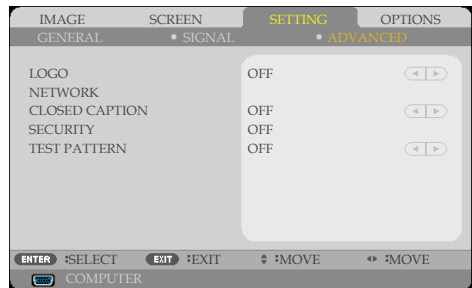 IMAGE SCREEN SETTING OPTIONS
GENERAL • SIGNAL • ADVANCED
LOGO OFF
NETWORK
CLOSED CAPTION OFF
SECURITY OFF
TEST PATTERN OFF
ENTER :SELECT EXIT :EXIT :MOVE :MOVE
COMPUTER